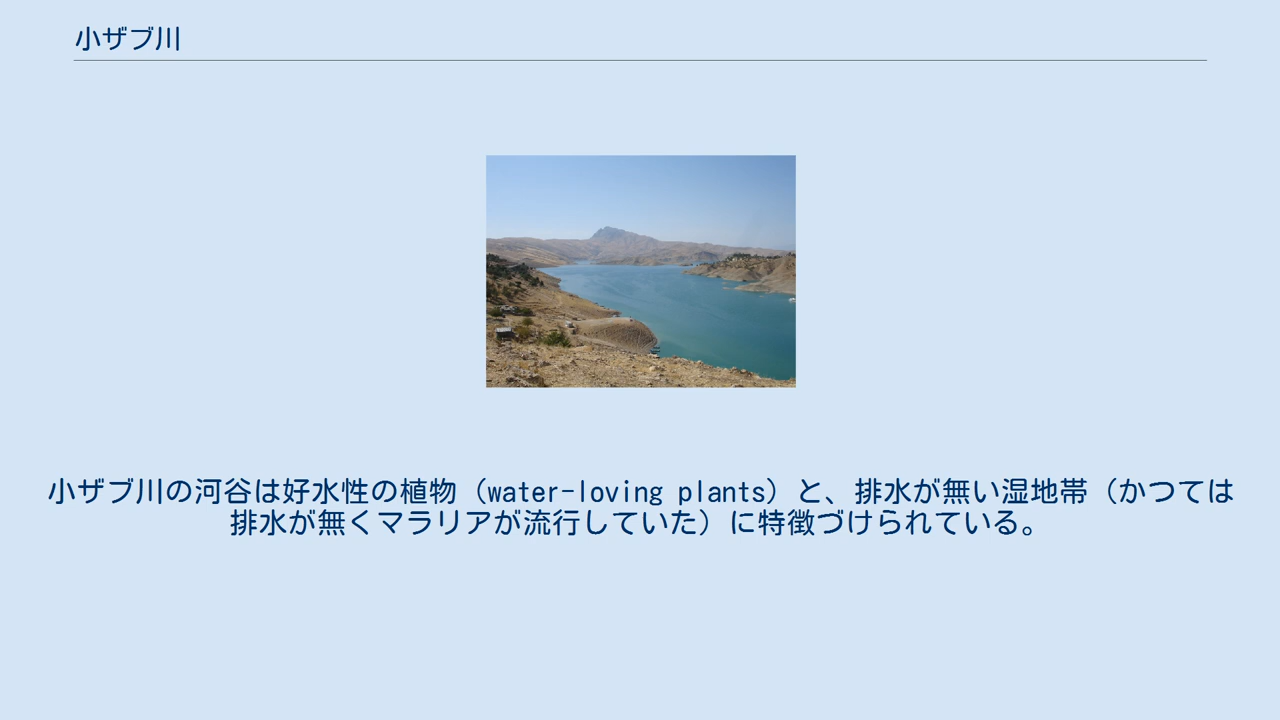 小ザブ川
小ザブ川の河谷は好水性の植物（water-loving plants）と、排水が無い湿地帯（かつては
排水が無くマラリアが流行していた）に特徴づけられている。